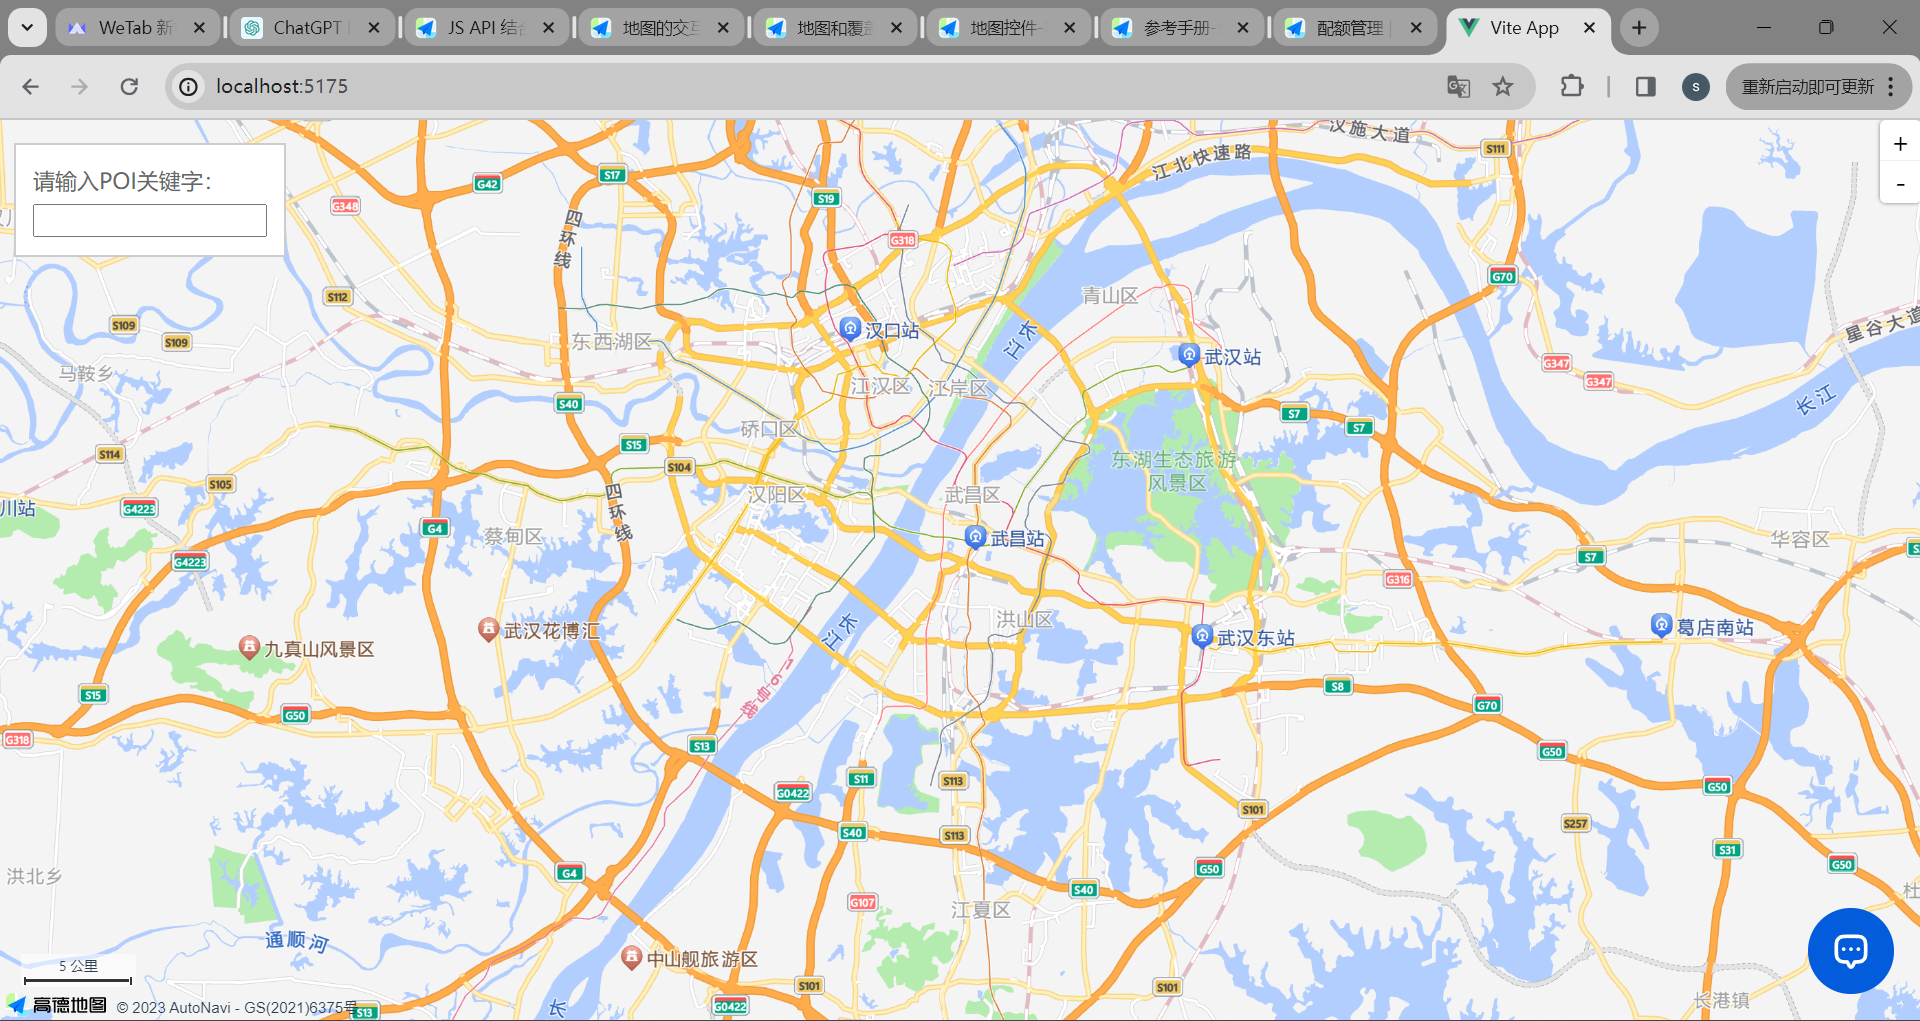 WeTab 新
ChatGPT
JS API 结合
地图的交互
地图和覆盖
地图控件-
参考手册-
配额管理
Vite App
localhost:5175
S
重新启动即可更新
请输入POI关键字：
+
-
汉施大道
S111
江北快速路
S17
G42
S19
G348
四环线
G318
G70
S112
青山区
S109
S109
汉口站
东西湖区
长江
武汉站
星谷大道
G347
G347
马鞍乡
江汉区
江岸区
长江
S40
S7
S7
硚口区
S15
S114
S104
东湖生态旅游
风景区
S105
汉阳区
武昌区
四环线
川站
G4223
G4
蔡甸区
武昌站
华容区
S7
G4223
G316
洪山区
葛店南站
武汉花博汇
长江
武汉东站
九真山风景区
16号线
S15
S8
G50
G70
G318
S13
G50
S11
S113
G50
G0422
S101
S257
S40
S113
S31
G50
G50
洪北乡
G4
S40
G107
江夏区
杜
通顺河
中山舰旅游区
5 公里
S101
S101
长港镇
高德地图
© 2023 AutoNavi - GS(2021)6375号
S13
G0422
长